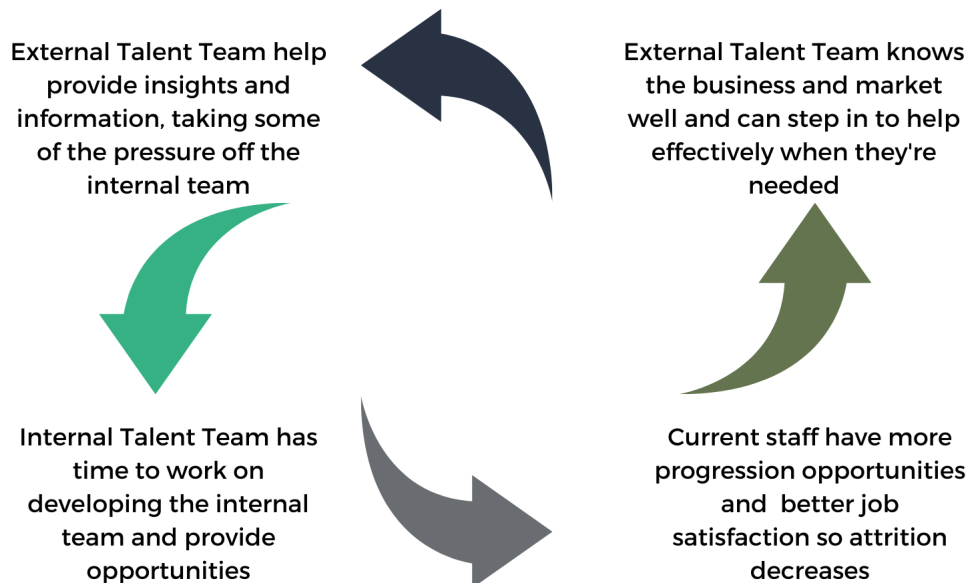 External Talent Team help
provide insights and
information, taking some
of the pressure off the
internal team
External Talent Team knows
the business and market
well and can step in to help
effectively when they're
needed
Internal Talent Team has
time to work on
developing the internal
team and provide
opportunities
Current staff have more
progression opportunities
and  better job
satisfaction so attrition
decreases